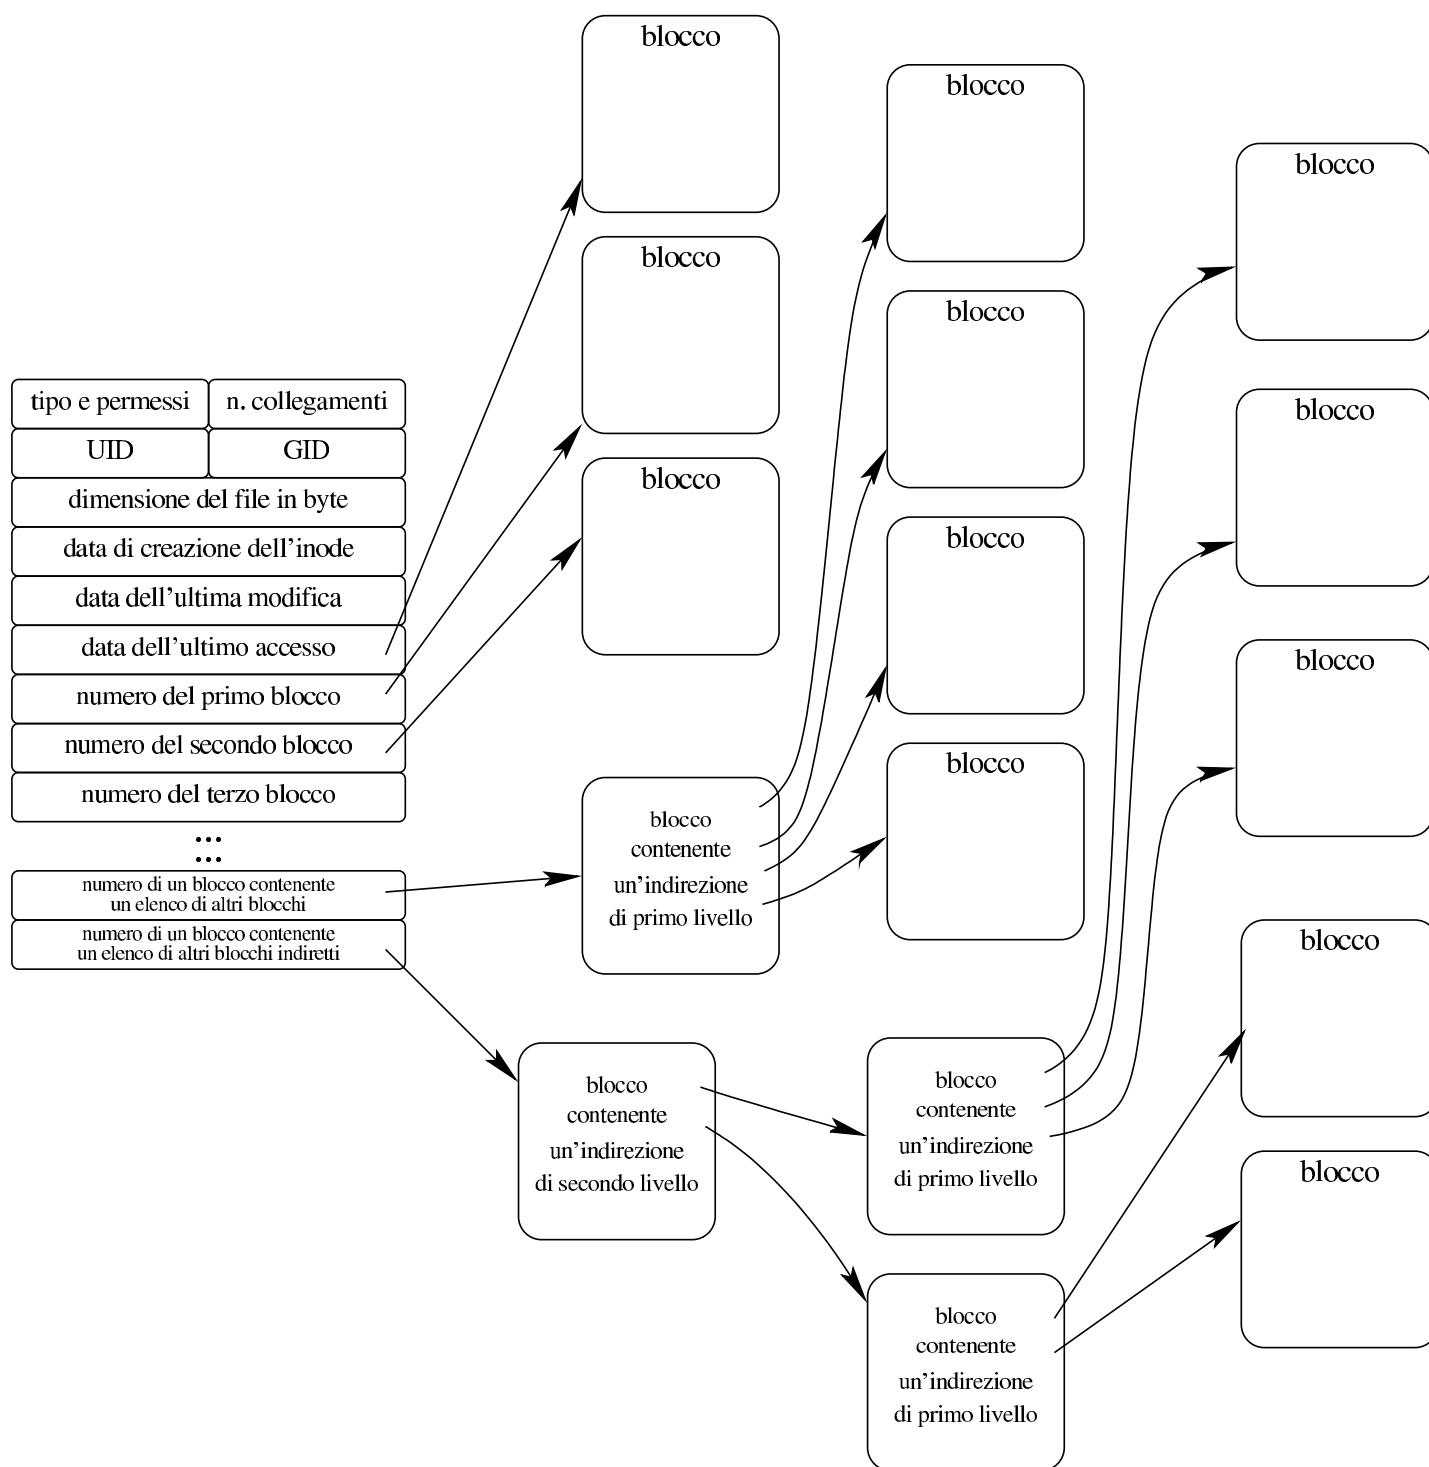 blocco
blocco
blocco
blocco
blocco
blocco
blocco
blocco
blocco
blocco
tipo e permessi
n. collegamenti
UID
GID
dimensione del file in byte
data di creazione dell'inode
data dell'ultima modifica
data dell'ultimo accesso
numero del primo blocco
numero del secondo blocco
numero del terzo blocco
...
...
numero di un blocco contenente
un elenco di altri blocchi
numero di un blocco contenente
un elenco di altri blocchi indiretti
blocco
contenente
un'indirezione
di primo livello
blocco
contenente
un'indirezione
di secondo livello
blocco
contenente
un'indirezione
di primo livello
blocco
blocco
blocco
contenente
un'indirezione
di primo livello